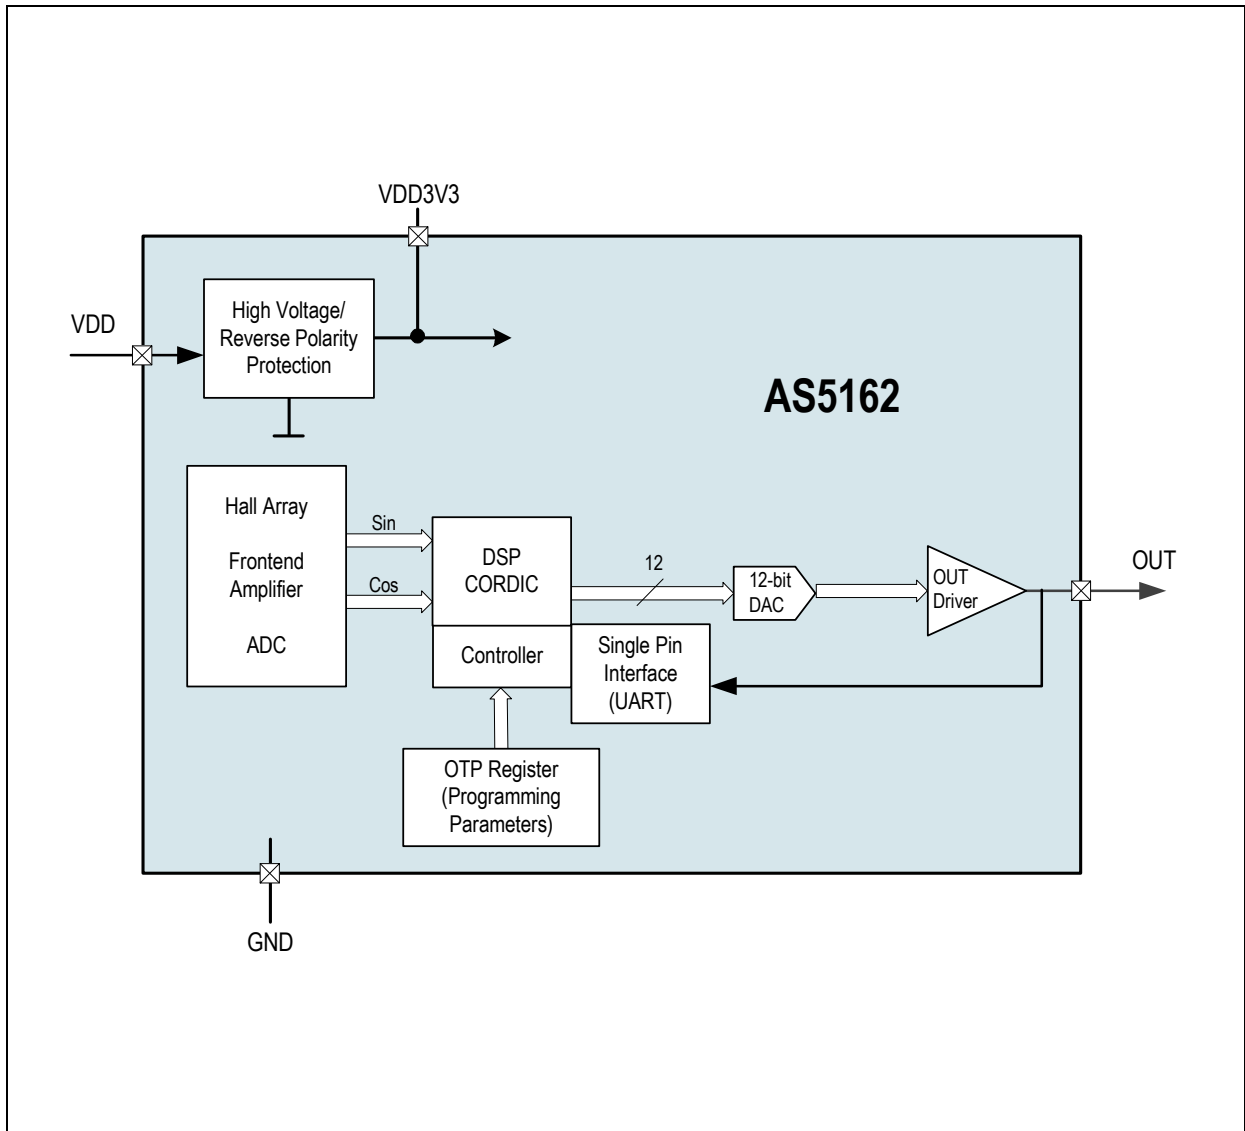 VDD3V3
VDD
High Voltage/
Reverse Polarity
Protection
AS5162
Hall Array
Frontend
Amplifier
ADC
Sin
Cos
DSP
CORDIC
Controller
12
12-bit
DAC
OUT
Driver
OUT
Single Pin
Interface
(UART)
OTP Register
(Programming
Parameters)
GND